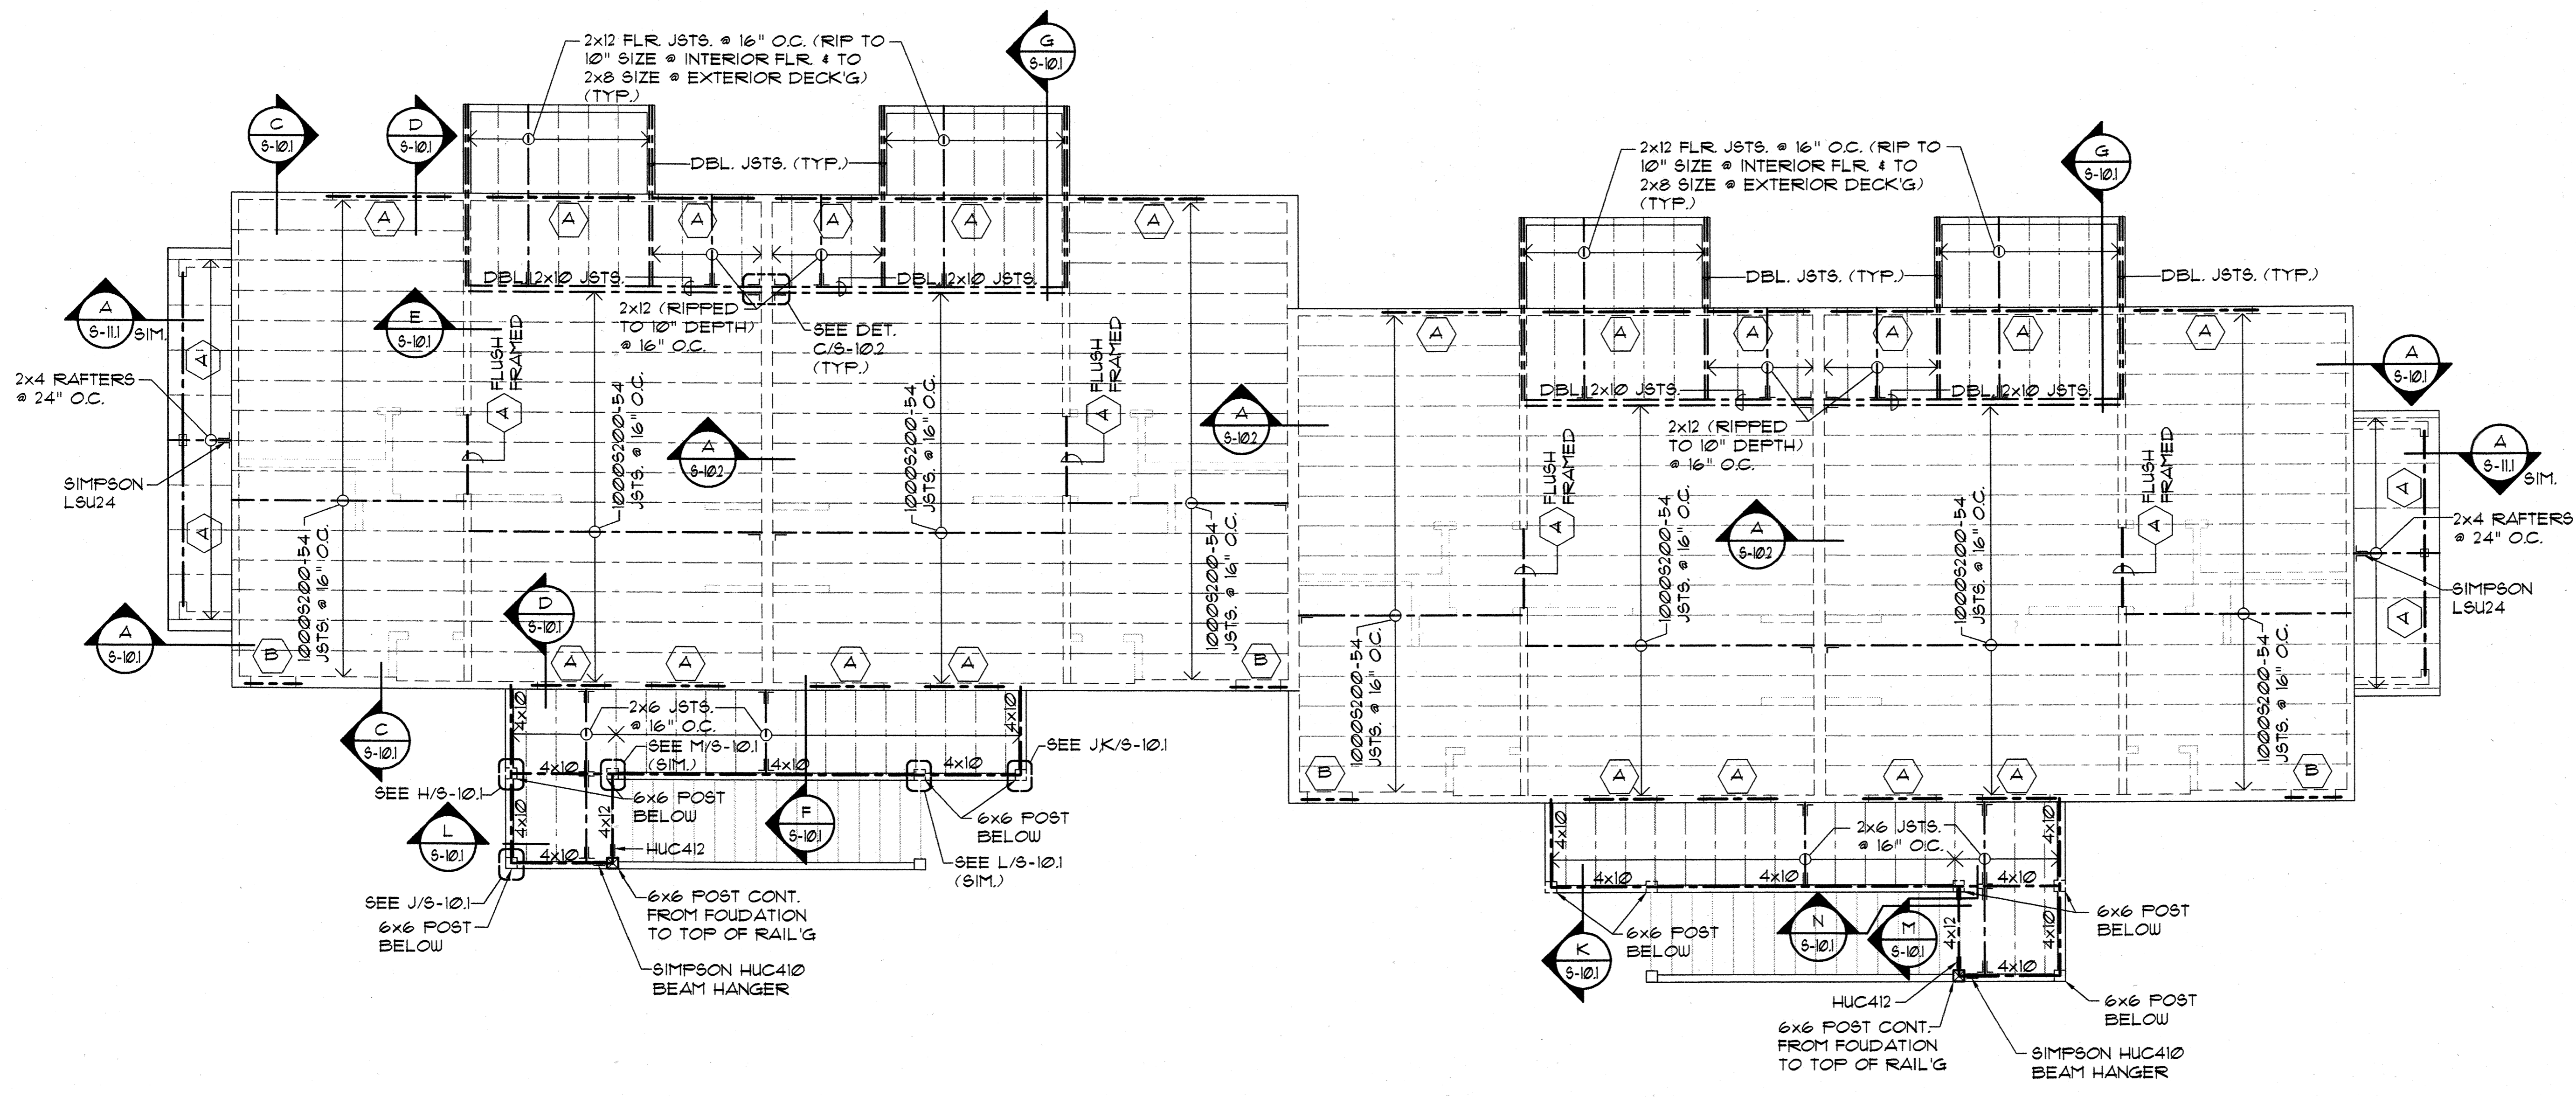 2x12 FLR. JSTS. @ 16" O.C. (RIP TO
10" SIZE @ INTERIOR FLR. & TO
2x8 SIZE @ EXTERIOR DECK'G)
(TYP.)
G
S-10.1
C
S-10.1
D
S-10.1
DBL. JSTS. (TYP.)
2x12 FLR. JSTS. @ 16" O.C. (RIP TO
10" SIZE @ INTERIOR FLR. & TO
2x8 SIZE @ EXTERIOR DECK'G)
(TYP.)
G
S-10.1
A
A
A
A
A
A
DBL. 2x10 JSTS.
DBL. 2x10 JSTS.
DBL. JSTS. (TYP.)
DBL. JSTS. (TYP.)
A
S-11.1
SIM.
E
S-10.1
2x12 (RIPPED
TO 10" DEPTH)
@ 16" O.C.
SEE DET.
C/S-10.2
(TYP.)
A
A
A
A
A
A
A
FLUSH
FRAMED
A
FLUSH
FRAMED
A
2x4 RAFTERS
@ 24" O.C.
SIMPSON
LSU24
A
1000S200-54
JSTS. @ 16" O.C.
1000S200-54
JSTS. @ 16" O.C.
A
S-10.2
1000S200-54
JSTS. @ 16" O.C.
1000S200-54
JSTS. @ 16" O.C.
A
S-10.2
DBL. 2x10 JSTS.
DBL. 2x10 JSTS.
2x12 (RIPPED
TO 10" DEPTH)
@ 16" O.C.
A
S-10.1
A
S-11.1
SIM.
FLUSH
FRAMED
A
FLUSH
FRAMED
A
A
S-10.2
1000S200-54
JSTS. @ 16" O.C.
1000S200-54
JSTS. @ 16" O.C.
1000S200-54
JSTS. @ 16" O.C.
1000S200-54
JSTS. @ 16" O.C.
A
A
2x4 RAFTERS
@ 24" O.C.
SIMPSON
LSU24
A
S-10.1
B
D
S-10.1
A
A
A
A
B
C
S-10.1
4x10
2x6 JSTS.
@ 16" O.C.
4x10
SEE M/S-10.1
(SIM.)
SEE J,K/S-10.1
4x10
4x10
4x10
SEE H/S-10.1
6x6 POST
BELOW
6x6 POST
BELOW
4x10
4x12
F
S-10.1
L
S-10.1
HUC412
4x10
SEE L/S-10.1
(SIM.)
SEE J/S-10.1
6x6 POST
BELOW
6x6 POST CONT.
FROM FOUDATION
TO TOP OF RAIL'G
SIMPSON HUC410
BEAM HANGER
B
A
A
A
A
B
4x10
2x6 JSTS.
@ 16" O.C.
4x10
4x10
4x10
4x10
6x6 POST
BELOW
K
S-10.1
N
S-10.1
M
S-10.1
4x12
4x10
4x10
6x6 POST
BELOW
HUC412
6x6 POST
BELOW
6x6 POST CONT.
FROM FOUDATION
TO TOP OF RAIL'G
SIMPSON HUC410
BEAM HANGER